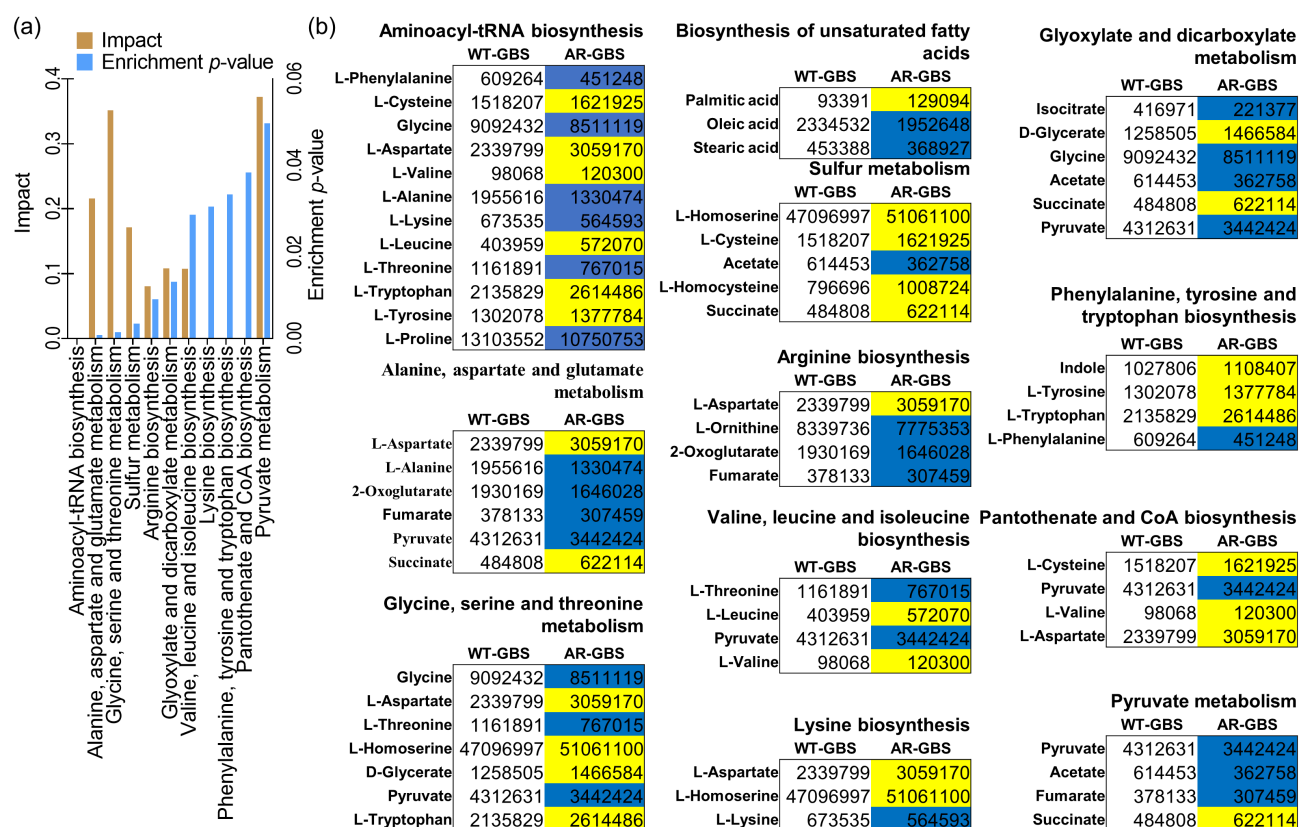 (a)
Impact
Enrichment p-value
0.4
0.3
0.2
0.1
0.0
Impact
0.06
0.04
0.02
0.00
Enrichment p-value
Aminoacyl-tRNA biosynthesis
Alanine, aspartate and glutamate metabolism
Glycine, serine and threonine metabolism
Sulfur metabolism
Arginine biosynthesis
Glyoxylate and dicarboxylate metabolism
Valine, leucine and isoleucine biosynthesis
Lysine biosynthesis
Phenylalanine, tyrosine and tryptophan biosynthesis
Pantothenate and CoA biosynthesis
Pyruvate metabolism
(b)
Aminoacyl-tRNA biosynthesis
WT-GBS AR-GBS
L-Phenylalanine 609264 451248
L-Cysteine 1518207 1621925
Glycine 9092432 8511119
L-Aspartate 2339799 3059170
L-Valine 98068 120300
L-Alanine 1955616 1330474
L-Lysine 673535 564593
L-Leucine 403959 572070
L-Threonine 1161891 767015
L-Tryptophan 2135829 2614486
L-Tyrosine 1302078 1377784
L-Proline 13103552 10750753
Alanine, aspartate and glutamate
metabolism
WT-GBS AR-GBS
L-Aspartate 2339799 3059170
L-Alanine 1955616 1330474
2-Oxoglutarate 1930169 1646028
Fumarate 378133 307459
Pyruvate 4312631 3442424
Succinate 484808 622114
Glycine, serine and threonine
metabolism
WT-GBS AR-GBS
Glycine 9092432 8511119
L-Aspartate 2339799 3059170
L-Threonine 1161891 767015
L-Homoserine 47096997 51061100
D-Glycerate 1258505 1466584
Pyruvate 4312631 3442424
L-Tryptophan 2135829 2614486
Biosynthesis of unsaturated fatty
acids
WT-GBS AR-GBS
Palmitic acid 93391 129094
Oleic acid 2334532 1952648
Stearic acid 453388 368927
Sulfur metabolism
WT-GBS AR-GBS
L-Homoserine 47096997 51061100
L-Cysteine 1518207 1621925
Acetate 614453 362758
L-Homocysteine 796696 1008724
Succinate 484808 622114
Arginine biosynthesis
WT-GBS AR-GBS
L-Aspartate 2339799 3059170
L-Ornithine 8339736 7775353
2-Oxoglutarate 1930169 1646028
Fumarate 378133 307459
Valine, leucine and isoleucine
biosynthesis
WT-GBS AR-GBS
L-Threonine 1161891 767015
L-Leucine 403959 572070
Pyruvate 4312631 3442424
L-Valine 98068 120300
Lysine biosynthesis
WT-GBS AR-GBS
L-Aspartate 2339799 3059170
L-Homoserine 47096997 51061100
L-Lysine 673535 564593
Glyoxylate and dicarboxylate
metabolism
WT-GBS AR-GBS
Isocitrate 416971 221377
D-Glycerate 1258505 1466584
Glycine 9092432 8511119
Acetate 614453 362758
Succinate 484808 622114
Pyruvate 4312631 3442424
Phenylalanine, tyrosine and
tryptophan biosynthesis
WT-GBS AR-GBS
Indole 1027806 1108407
L-Tyrosine 1302078 1377784
L-Tryptophan 2135829 2614486
L-Phenylalanine 609264 451248
Pantothenate and CoA biosynthesis
WT-GBS AR-GBS
L-Cysteine 1518207 1621925
Pyruvate 4312631 3442424
L-Valine 98068 120300
L-Aspartate 2339799 3059170
Pyruvate metabolism
WT-GBS AR-GBS
Pyruvate 4312631 3442424
Acetate 614453 362758
Fumarate 378133 307459
Succinate 484808 622114